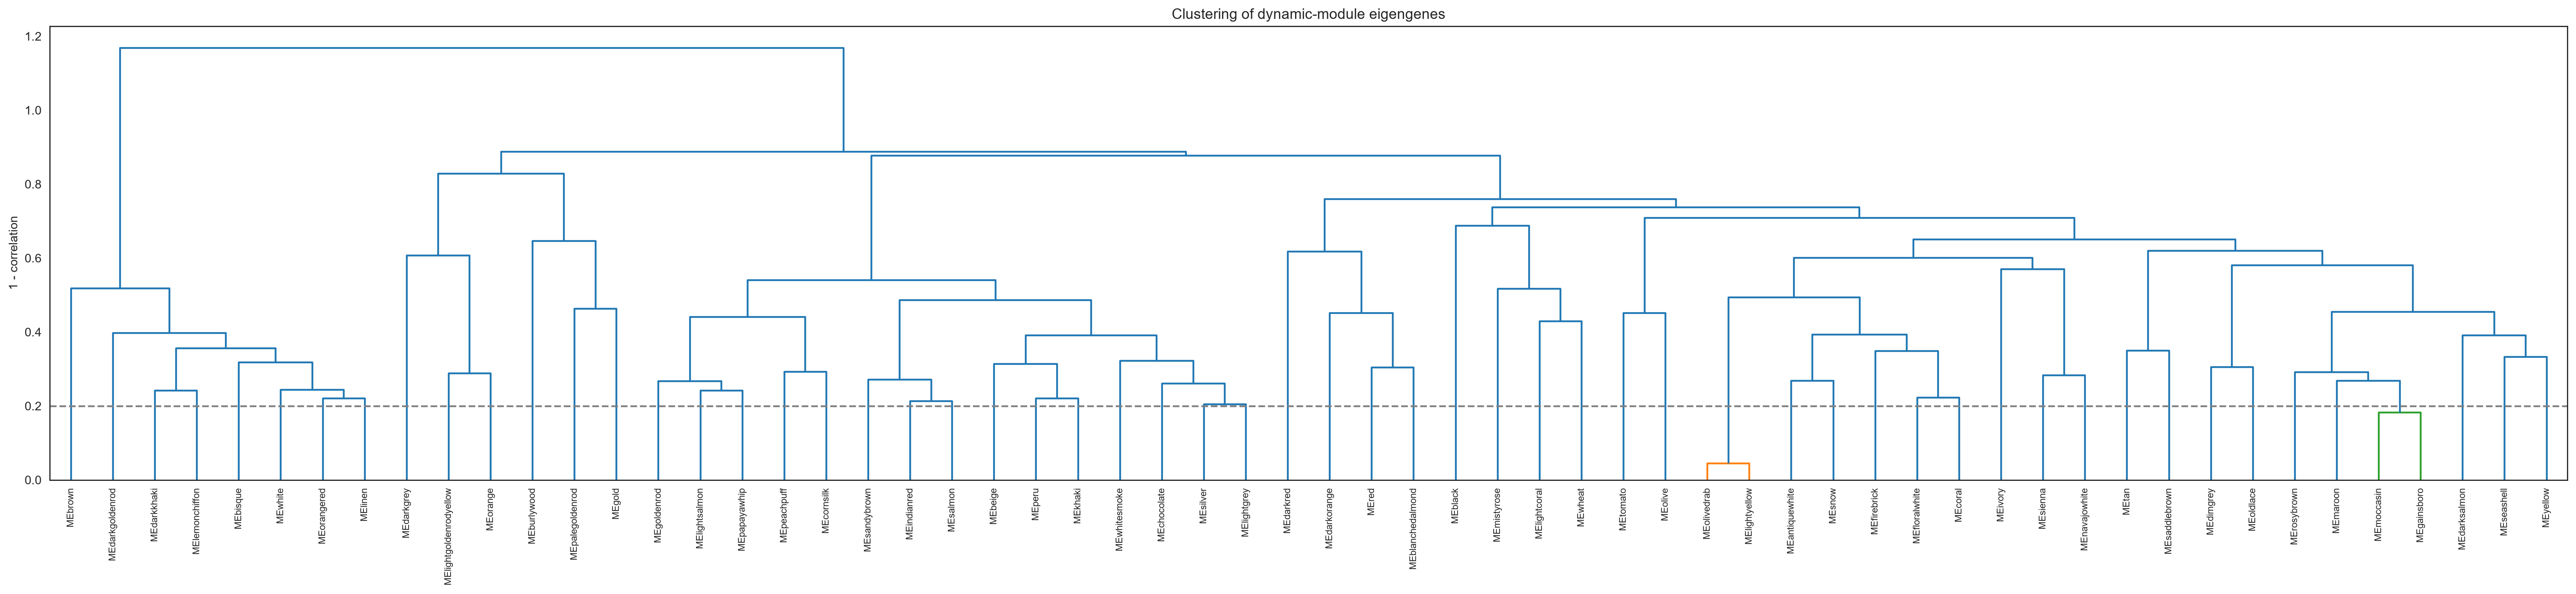 Clustering of dynamic-module eigengenes
1 - correlation
1.2
1.0
0.8
0.6
0.4
0.2
0.0
MEbrown
MEdarkgoldenrod
MEdarkkhaki
MElemonchiffon
MEbisque
MEwhite
MEorangered
MElinen
MEdarkgrey
MElightgoldenrodyellow
MEorange
MEburlywood
MEpalegoldenrod
MEgold
MEgoldenrod
MElightsalmon
MEpapayawhip
MEpeachpuff
MEcornsilk
MEsandybrown
MEindianred
MEsalmon
MEbeige
MEperu
MEkhaki
MEwhitesmoke
MEchocolate
MEsilver
MElightgrey
MEdarkred
MEdarkorange
MEred
MEblanchedalmond
MEblack
MEmistyrose
MElightcoral
MEwheat
MEtomato
MEolive
MEolivedrab
MElightyellow
MEantiquewhite
MEsnow
MEfirebrick
MEfloralwhite
MEcoral
MEivory
MEsienna
MEnavajowhite
MEtan
MEsaddlebrown
MEdimgrey
MEoldlace
MErosybrown
MEmaroon
MEmoccasin
MEgainsboro
MEdarksalmon
MEseashell
MEyellow